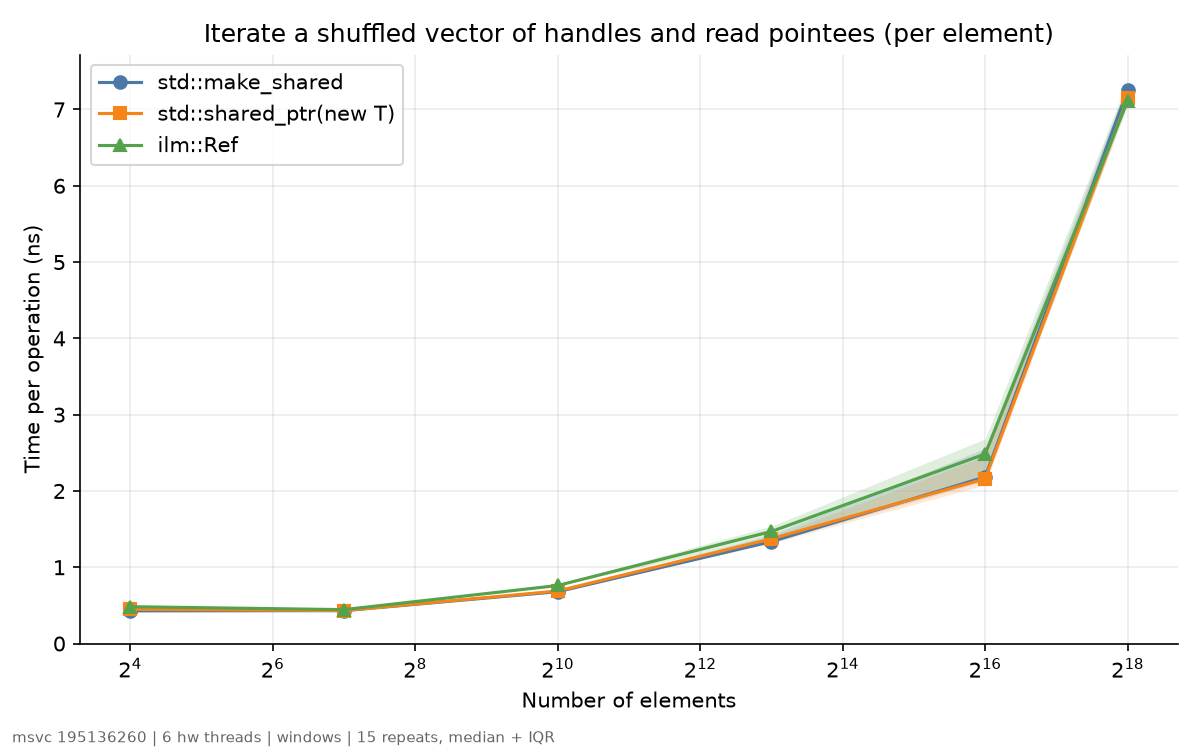 Iterate a shuffled vector of handles and read pointees (per element)
std::make_shared
std::shared_ptr(new T)
ilm::Ref
Time per operation (ns)
7
6
5
4
3
2
1
0
2^4 2^6 2^8 2^10 2^12 2^14 2^16 2^18
Number of elements
msvc 195136260 | 6 hw threads | windows | 15 repeats, median + IQR